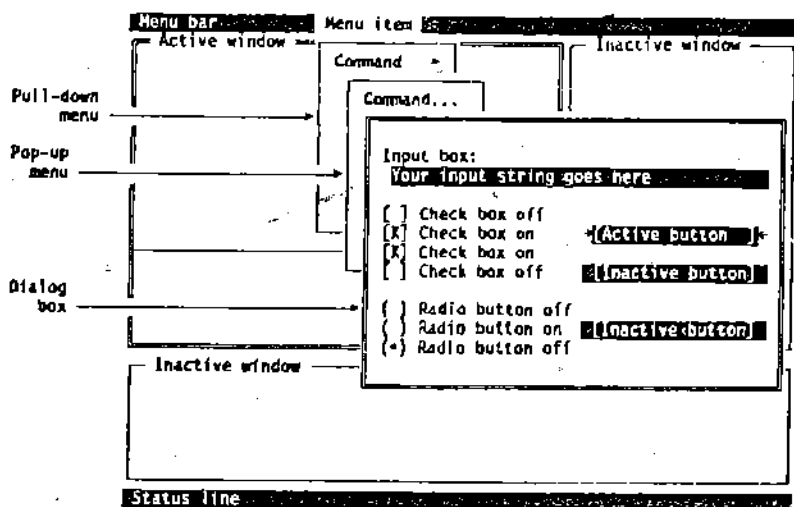 Menu bar
Menu item
Active window
Inactive window
Command
Command...
Pull-down
menu
Pop-up
menu
Dialog
box
Input box:
Your input string goes here
[ ] Check box off
[X] Check box on
[X] Check box on
[ ] Check box off
[Active button ]
[Inactive button]
( ) Radio button off
( ) Radio button on
(•) Radio button off
[Inactive button]
Inactive window
Status line